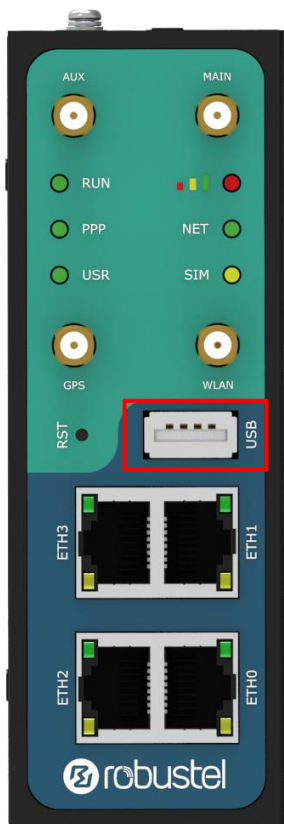 AUX MAIN
RUN
PPP NET
USR SIM
GPS WLAN
RST USB
ETH3 ETH1
ETH2 ETH0
robustel